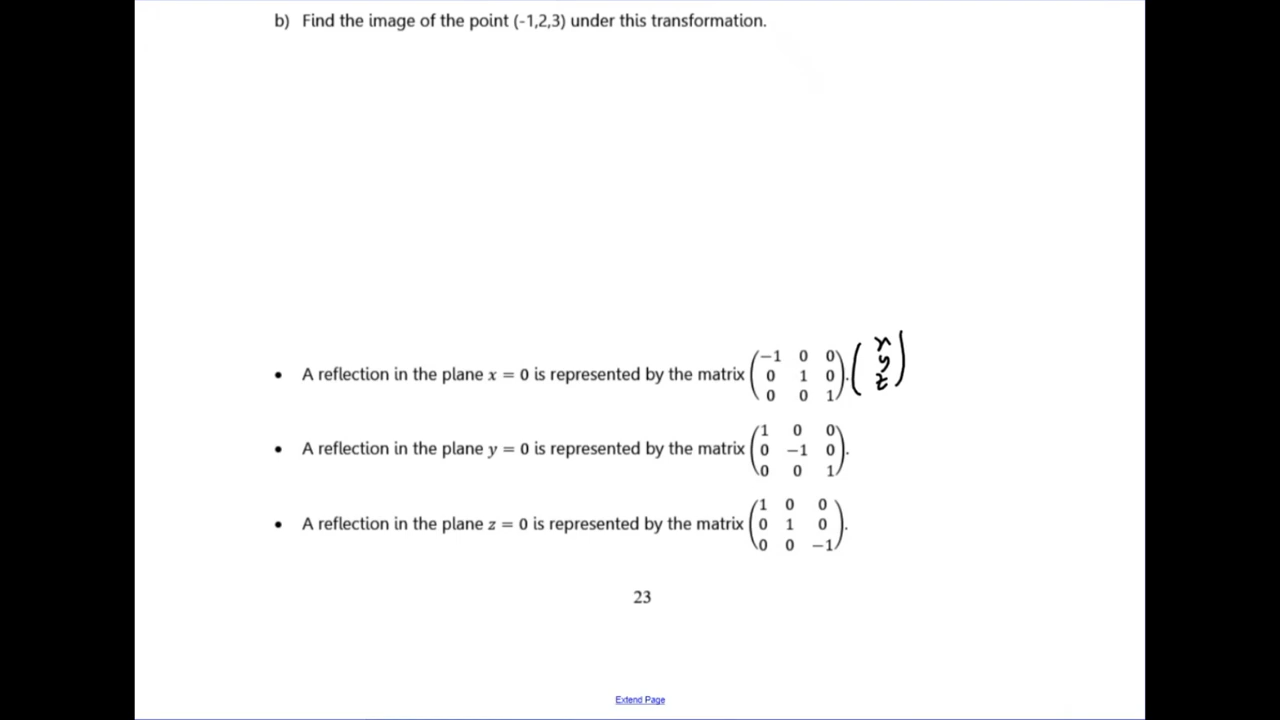 b) Find the image of the point (-1,2,3) under this transformation.
• A reflection in the plane x = 0 is represented by the matrix (−1 0 0 / 0 1 0 / 0 0 1). (x / y / z)
• A reflection in the plane y = 0 is represented by the matrix (1 0 0 / 0 −1 0 / 0 0 1).
• A reflection in the plane z = 0 is represented by the matrix (1 0 0 / 0 1 0 / 0 0 −1).
23
Extend Page